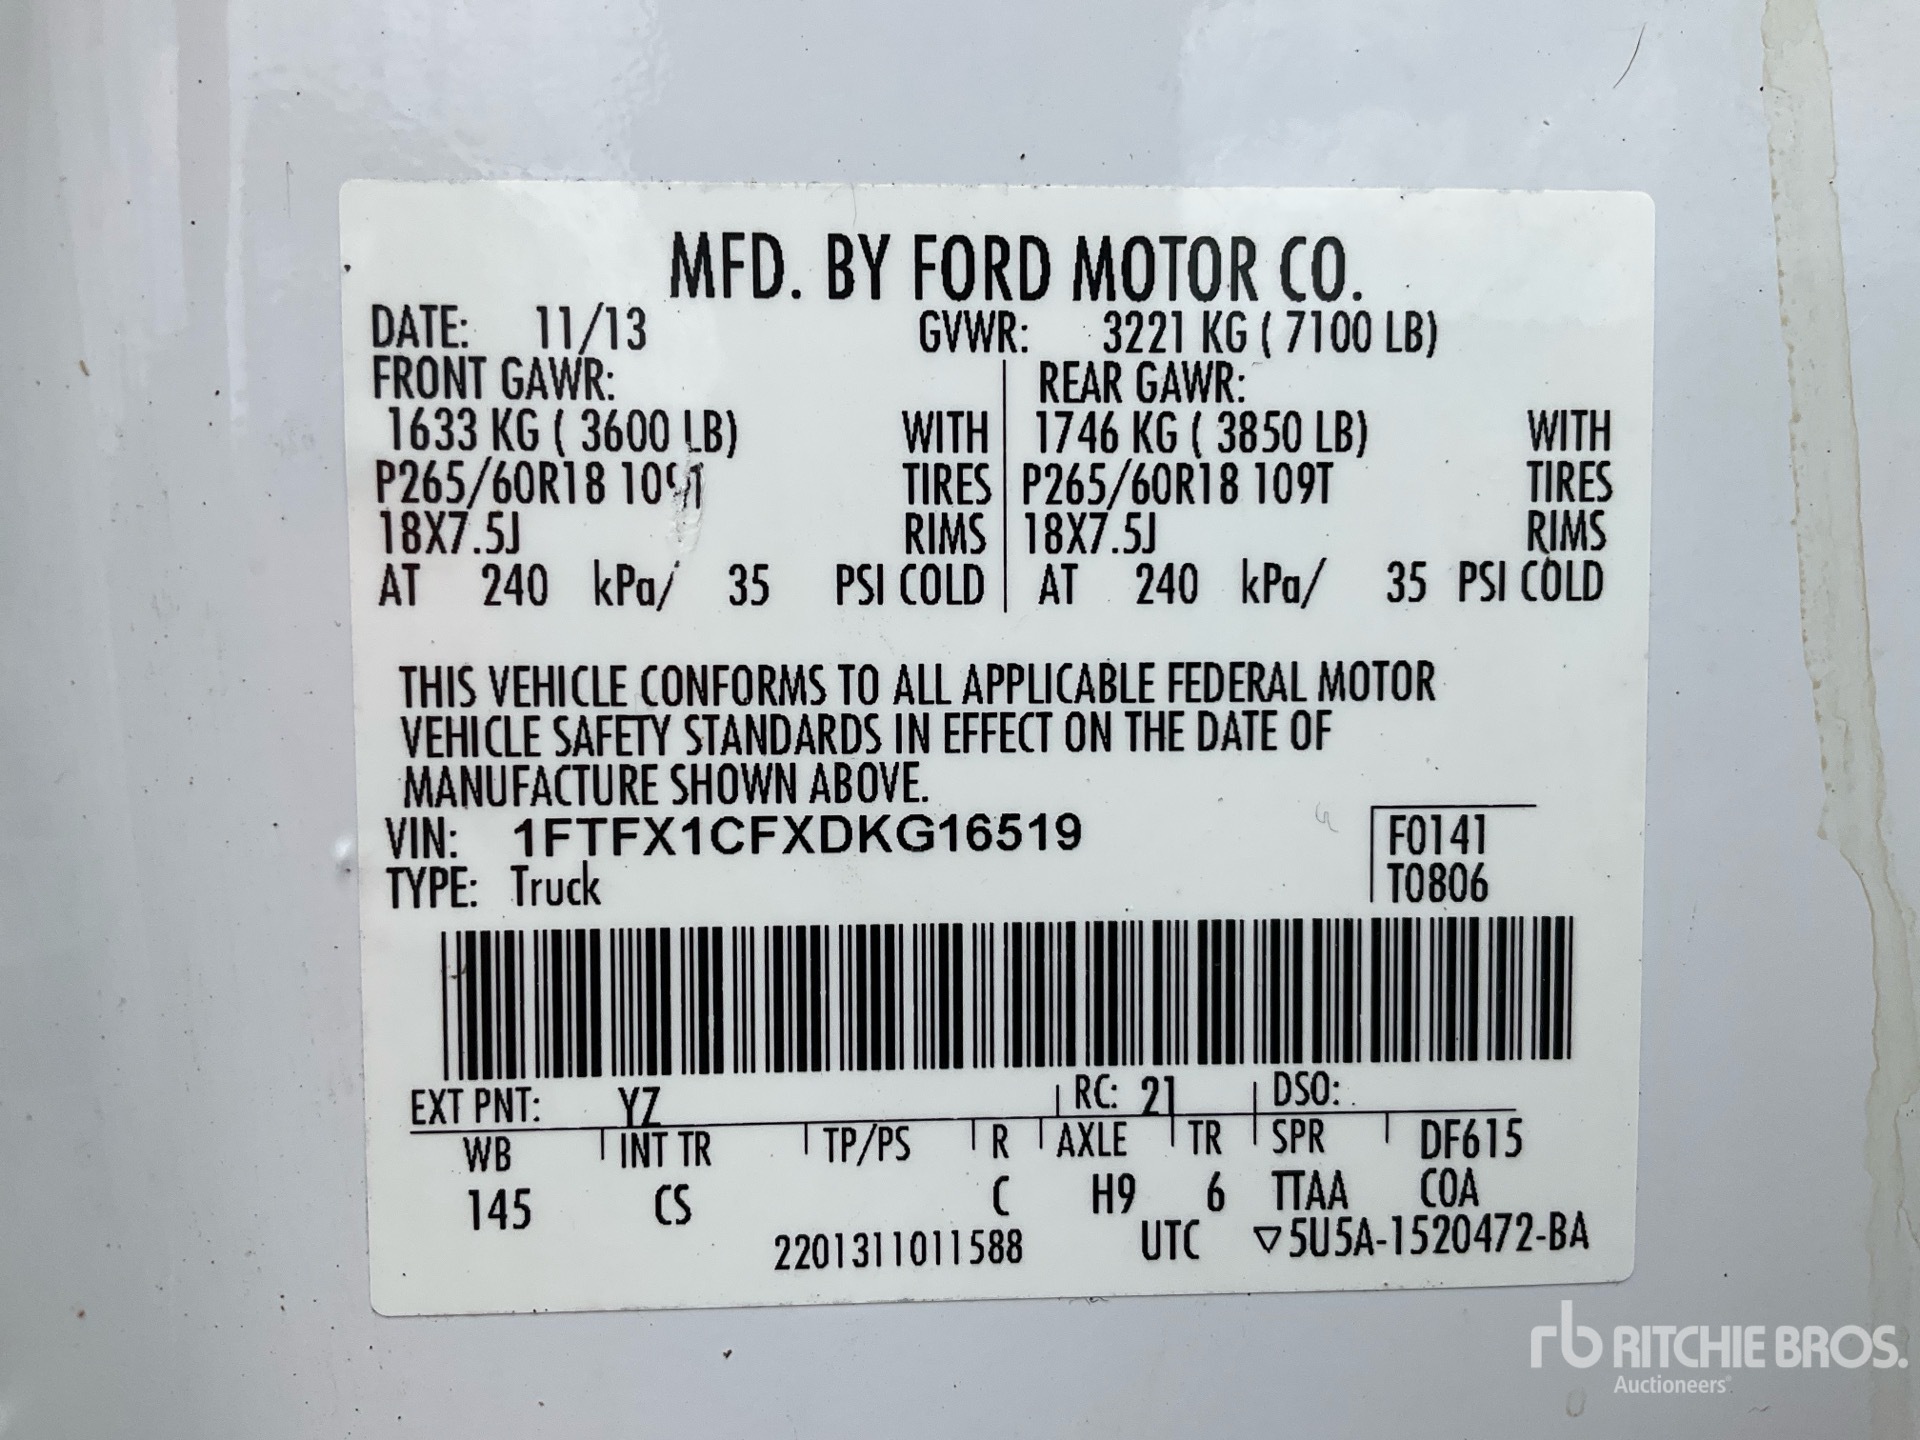 MFD. BY FORD MOTOR CO.
DATE: 11/13 GVWR: 3221 KG ( 7100 LB)
FRONT GAWR: REAR GAWR:
1633 KG ( 3600 LB) WITH 1746 KG ( 3850 LB) WITH
P265/60R18 109T TIRES P265/60R18 109T TIRES
18X7.5J RIMS 18X7.5J RIMS
AT 240 kPa/ 35 PSI COLD AT 240 kPa/ 35 PSI COLD
THIS VEHICLE CONFORMS TO ALL APPLICABLE FEDERAL MOTOR
VEHICLE SAFETY STANDARDS IN EFFECT ON THE DATE OF
MANUFACTURE SHOWN ABOVE.
VIN: 1FTFX1CFXDKG16519 F0141
TYPE: Truck T0806
EXT PNT: YZ RC: 21 DSO:
WB INT TR TP/PS R AXLE TR SPR DF615
145 CS C H9 6 TTAA COA
2201311011588 UTC ▽5U5A-1520472-BA
rb RITCHIE BROS.
Auctioneers